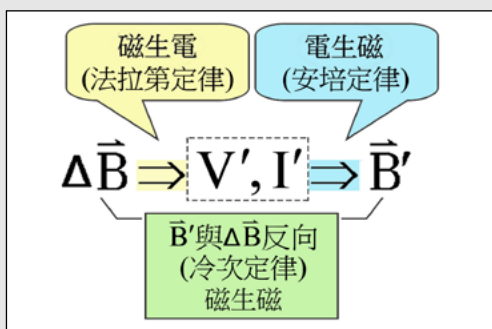 磁生電
(法拉第定律)
電生磁
(安培定律)
ΔB⃗ ⇒ V′, I′ ⇒ B⃗′
B⃗′與ΔB⃗反向
(冷次定律)
磁生磁